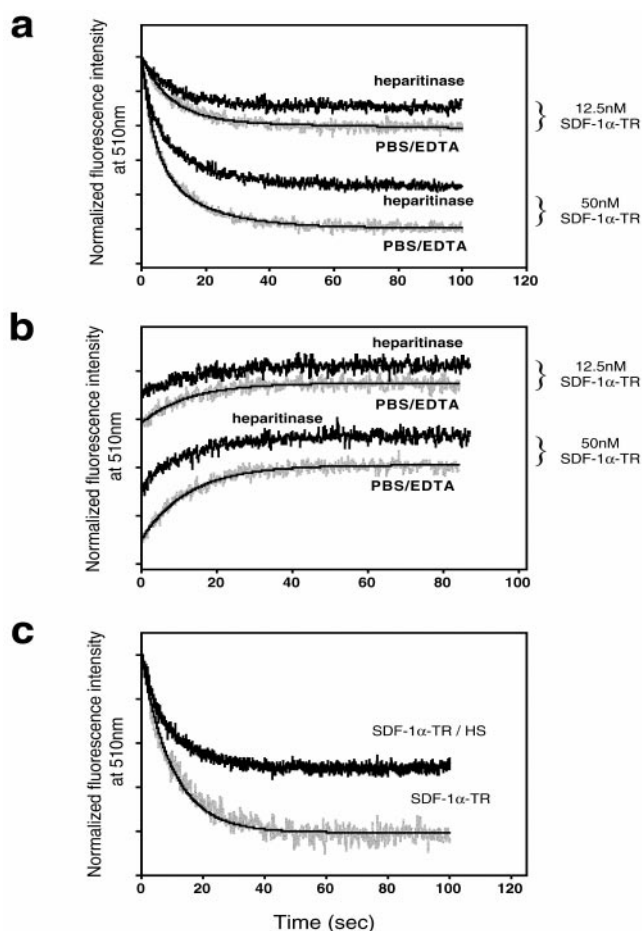 a
Normalized fluorescence intensity
at 510nm
heparitinase
PBS/EDTA
heparitinase
PBS/EDTA
} 12.5nM
SDF-1α-TR
} 50nM
SDF-1α-TR
0 20 40 60 80 100 120
b
Normalized fluorescence intensity
at 510nm
heparitinase
PBS/EDTA
heparitinase
PBS/EDTA
} 12.5nM
SDF-1α-TR
} 50nM
SDF-1α-TR
0 20 40 60 80 100
c
Normalized fluorescence intensity
at 510nm
SDF-1α-TR / HS
SDF-1α-TR
0 20 40 60 80 100 120
Time (sec)